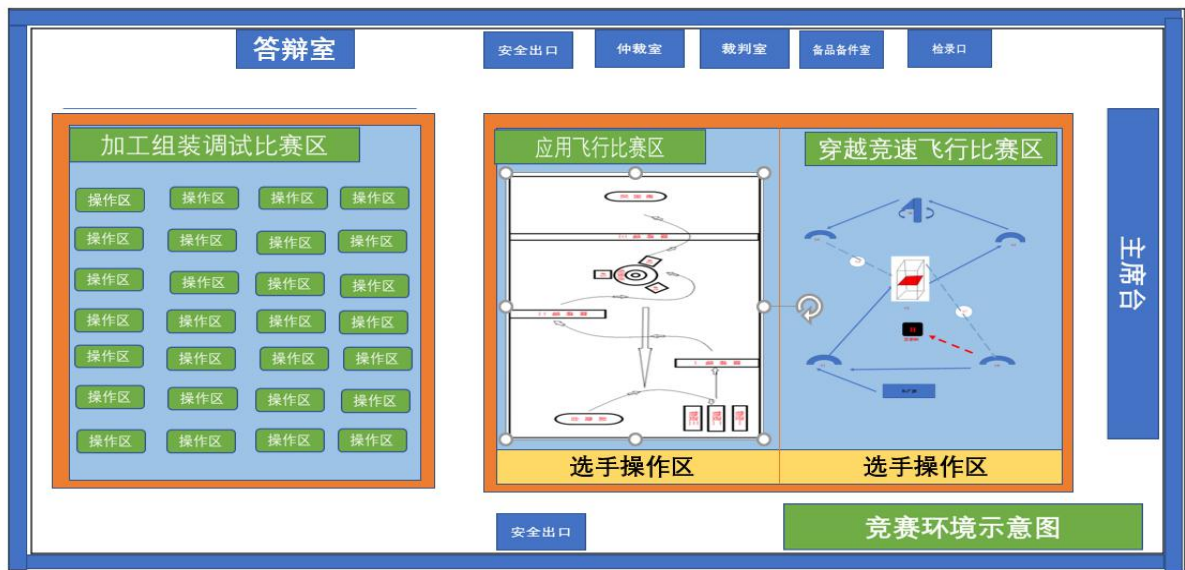 答辩室
安全出口
仲裁室
裁判室
备品备件室
检录口
加工组装调试比赛区
操作区 操作区 操作区 操作区
操作区 操作区 操作区 操作区
操作区 操作区 操作区 操作区
操作区 操作区 操作区 操作区
操作区 操作区 操作区 操作区
操作区 操作区 操作区 操作区
操作区 操作区 操作区 操作区
应用飞行比赛区
穿越竞速飞行比赛区
H
选手操作区
选手操作区
主席台
安全出口
竞赛环境示意图